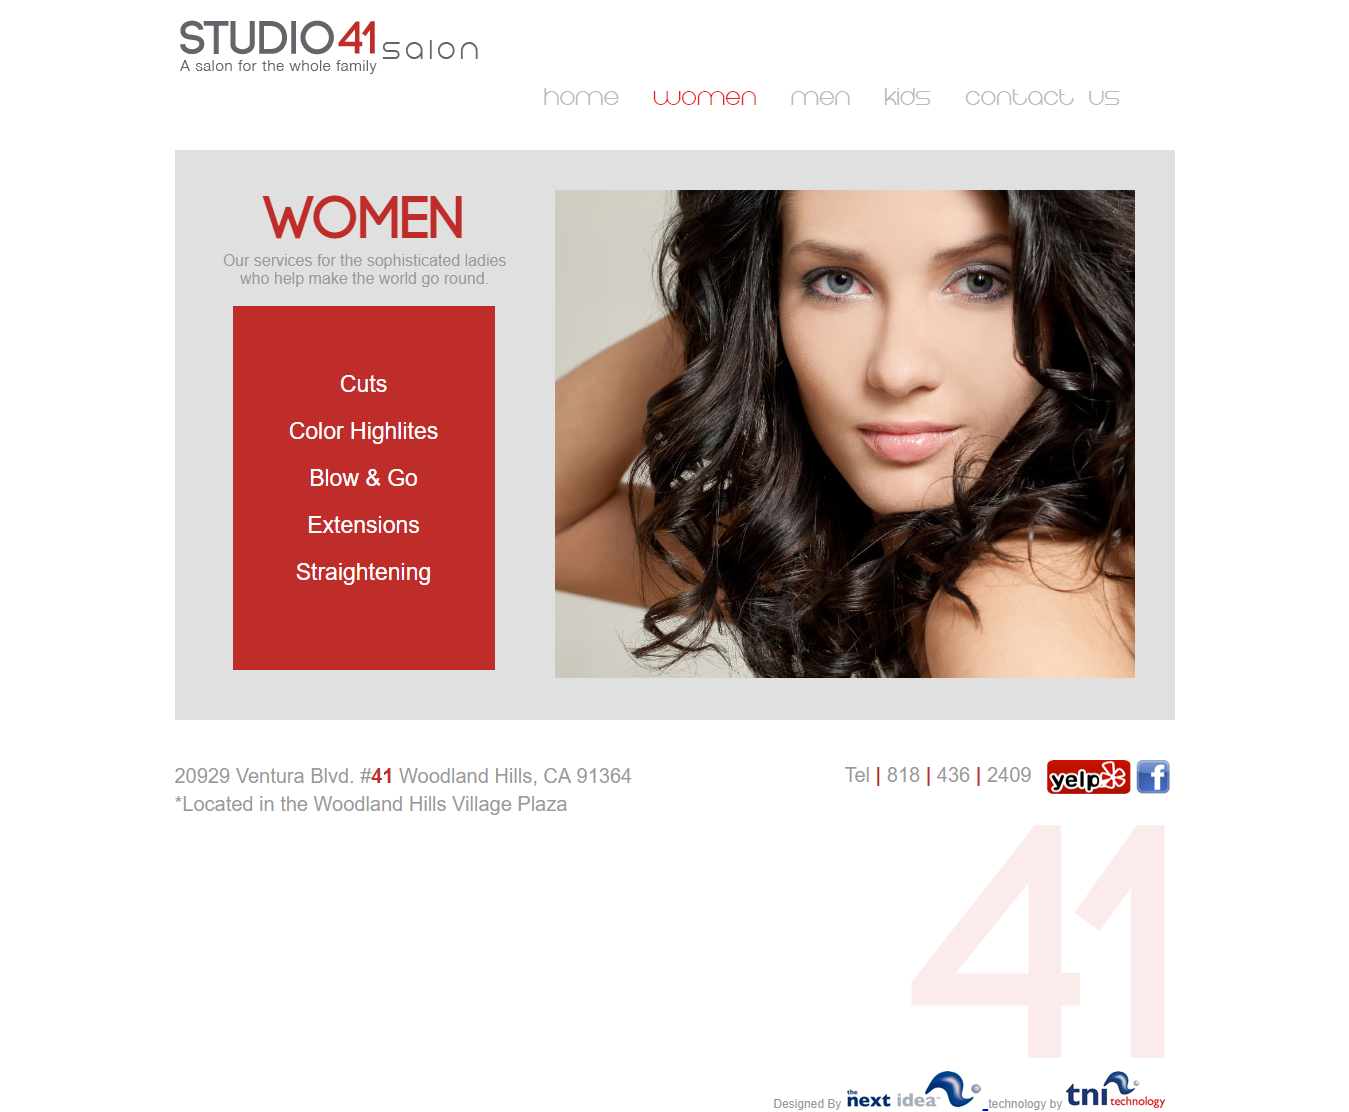 STUDIO 41 salon
A salon for the whole family
home women men kids contact us
WOMEN
Our services for the sophisticated ladies
who help make the world go round.
Cuts
Color Highlites
Blow & Go
Extensions
Straightening
20929 Ventura Blvd. #41 Woodland Hills, CA 91364
*Located in the Woodland Hills Village Plaza
Tel | 818 | 436 | 2409 yelp f
41
Designed By the next idea technology by tni technology